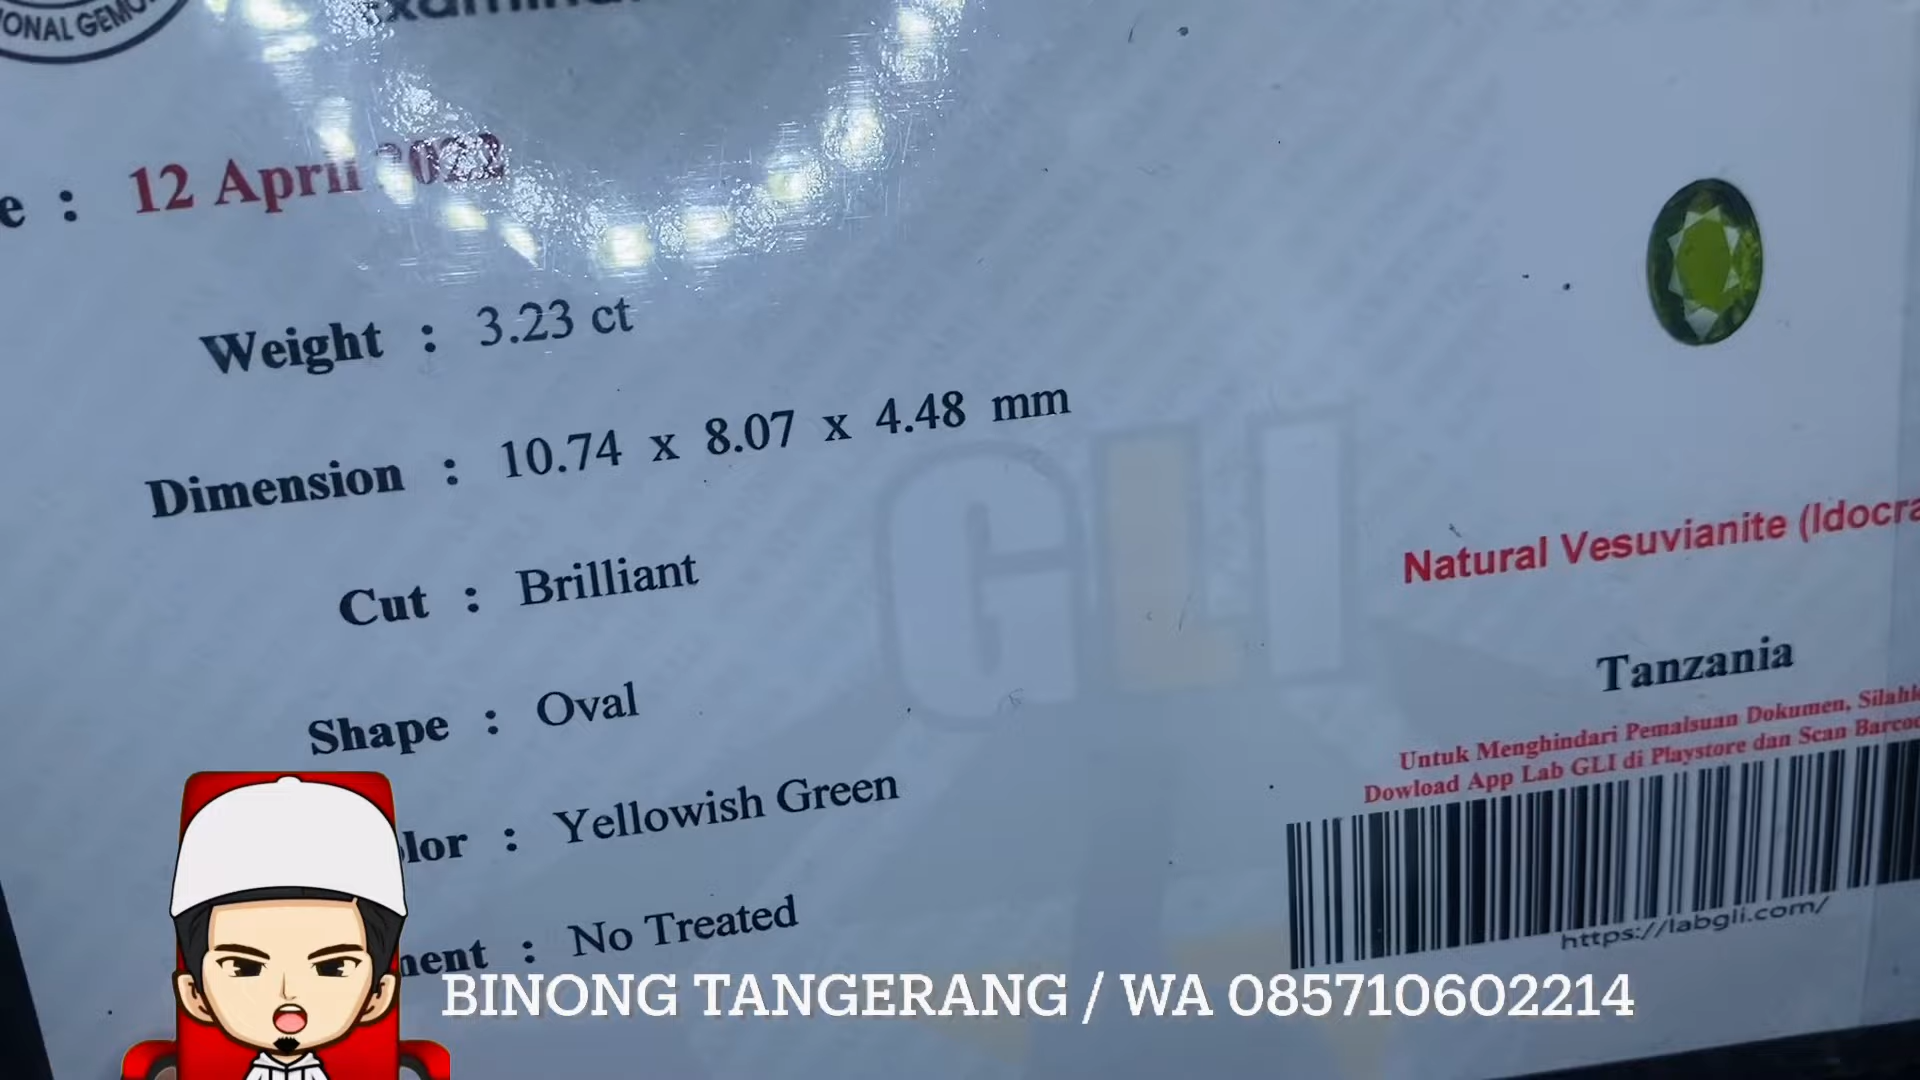 ONAL GEMO
e : 12 April 2022
Weight : 3.23 ct
Dimension : 10.74 x 8.07 x 4.48 mm
Cut : Brilliant
Shape : Oval
lor : Yellowish Green
ment : No Treated
GLI
Natural Vesuvianite (Idocra
Tanzania
Untuk Menghindari Pemalsuan Dokumen, Silahk
Dowload App Lab GLI di Playstore dan Scan Barcod
https://labgli.com/
BINONG TANGERANG / WA 085710602214